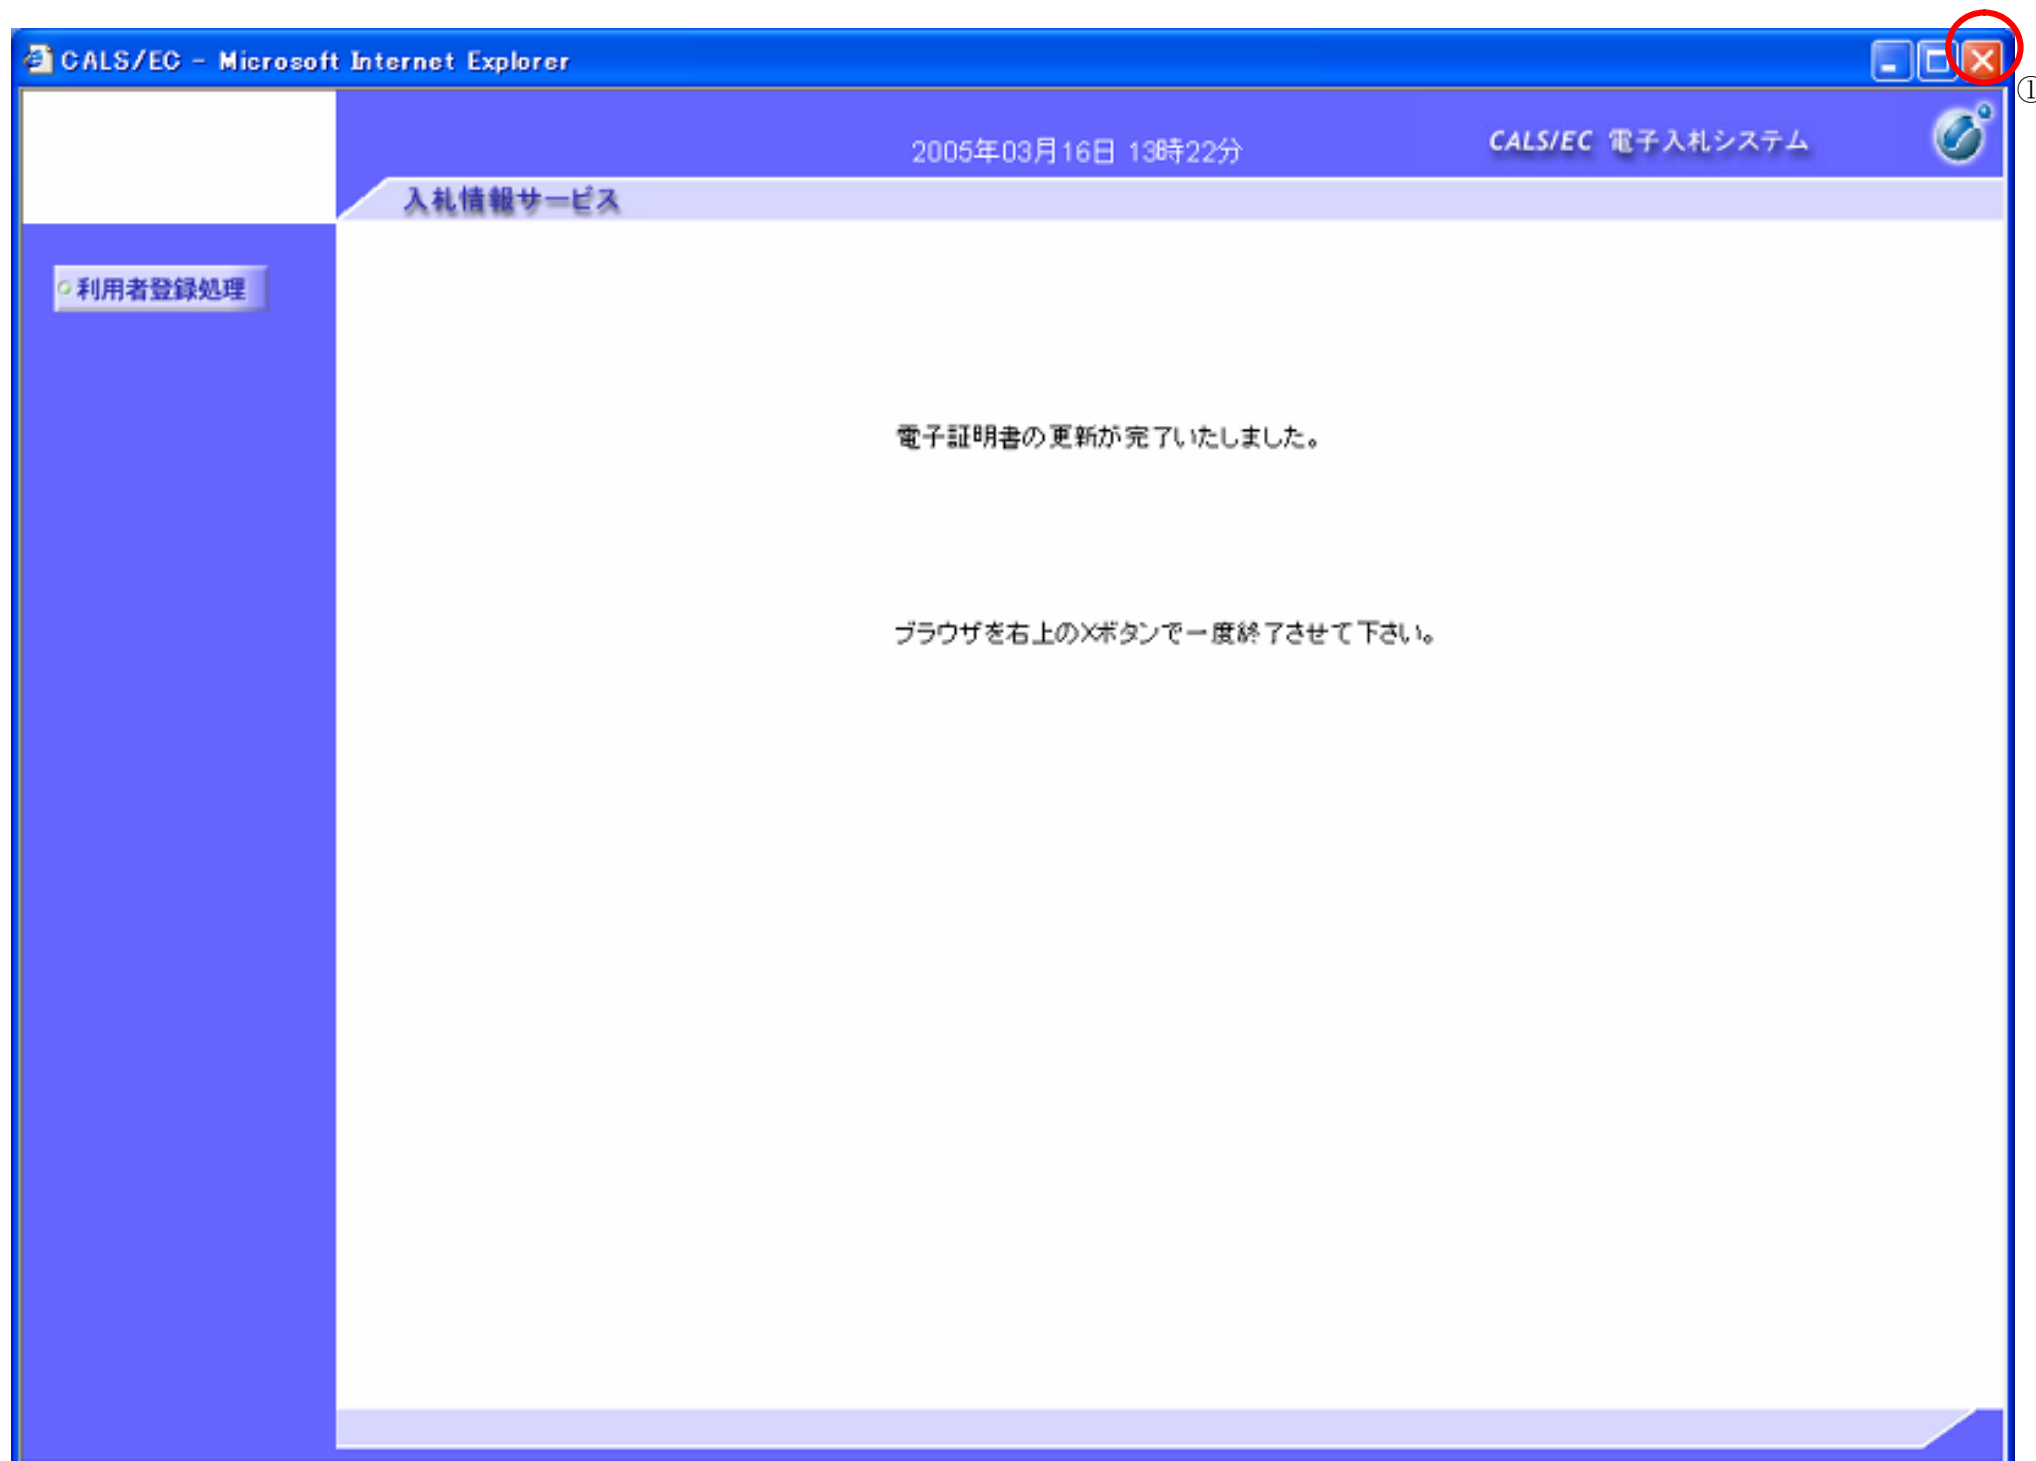 CALS/EC - Microsoft Internet Explorer
①
2005年03月16日 13時22分
CALS/EC 電子入札システム
入札情報サービス
利用者登録処理
電子証明書の更新が完了いたしました。
ブラウザを右上のXボタンで一度終了させて下さい。